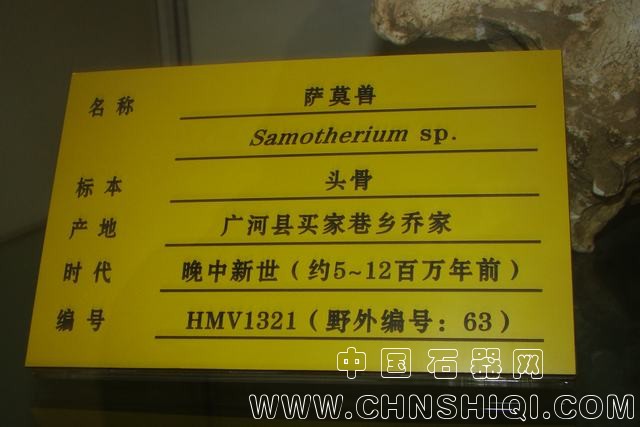 名称 萨莫兽
Samotherium sp.
标本 头骨
产地 广河县买家巷乡乔家
时代 晚中新世（约5~12百万年前）
编号 HMV1321（野外编号：63）
中国石器网
WWW.CHNSHIQI.COM